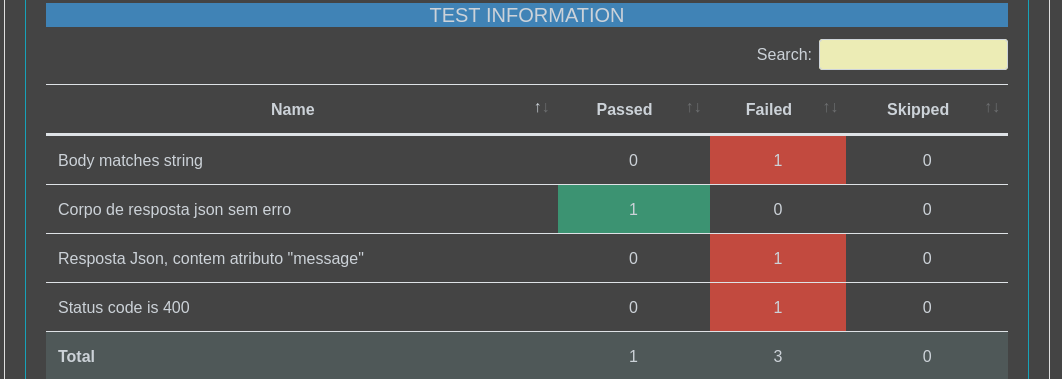 TEST INFORMATION
Search:
Name ↑↓ Passed ↑↓ Failed ↑↓ Skipped ↑↓
Body matches string 0 1 0
Corpo de resposta json sem erro 1 0 0
Resposta Json, contem atributo "message" 0 1 0
Status code is 400 0 1 0
Total 1 3 0